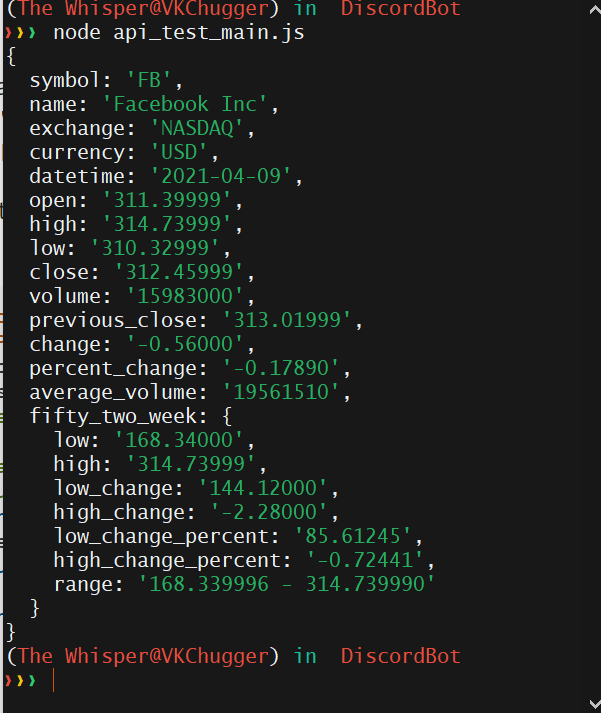 (The Whisper@VKChugger) in  DiscordBot
❯❯❯ node api_test_main.js
{
  symbol: 'FB',
  name: 'Facebook Inc',
  exchange: 'NASDAQ',
  currency: 'USD',
  datetime: '2021-04-09',
  open: '311.39999',
  high: '314.73999',
  low: '310.32999',
  close: '312.45999',
  volume: '15983000',
  previous_close: '313.01999',
  change: '-0.56000',
  percent_change: '-0.17890',
  average_volume: '19561510',
  fifty_two_week: {
    low: '168.34000',
    high: '314.73999',
    low_change: '144.12000',
    high_change: '-2.28000',
    low_change_percent: '85.61245',
    high_change_percent: '-0.72441',
    range: '168.339996 - 314.739990'
  }
}
(The Whisper@VKChugger) in  DiscordBot
❯❯❯